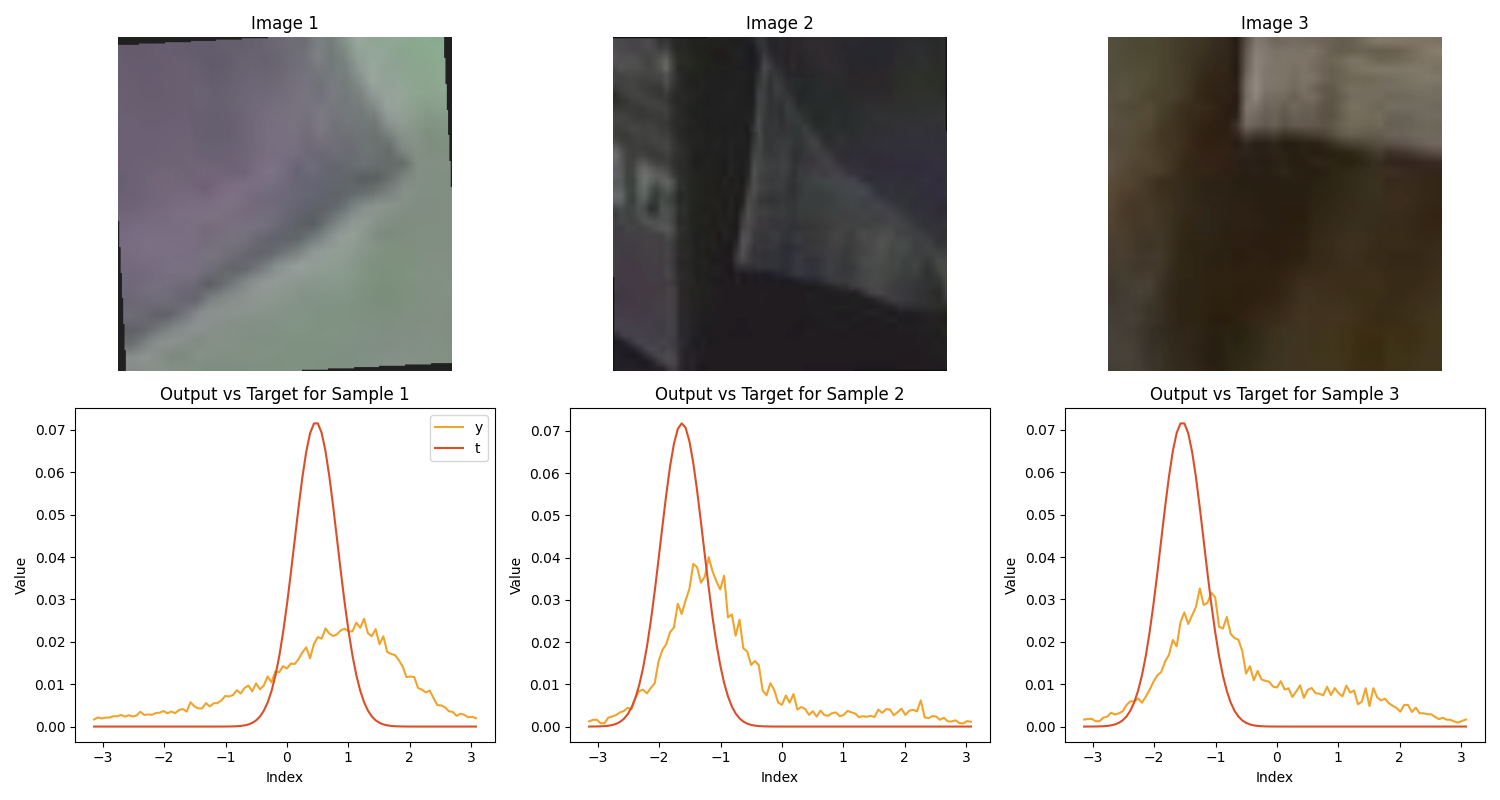 Image 1
Image 2
Image 3
Output vs Target for Sample 1
Output vs Target for Sample 2
Output vs Target for Sample 3
Value
0.07
0.06
0.05
0.04
0.03
0.02
0.01
0.00
−3 −2 −1 0 1 2 3
Index
y
t
Value
0.07
0.06
0.05
0.04
0.03
0.02
0.01
0.00
−3 −2 −1 0 1 2 3
Index
Value
0.07
0.06
0.05
0.04
0.03
0.02
0.01
0.00
−3 −2 −1 0 1 2 3
Index